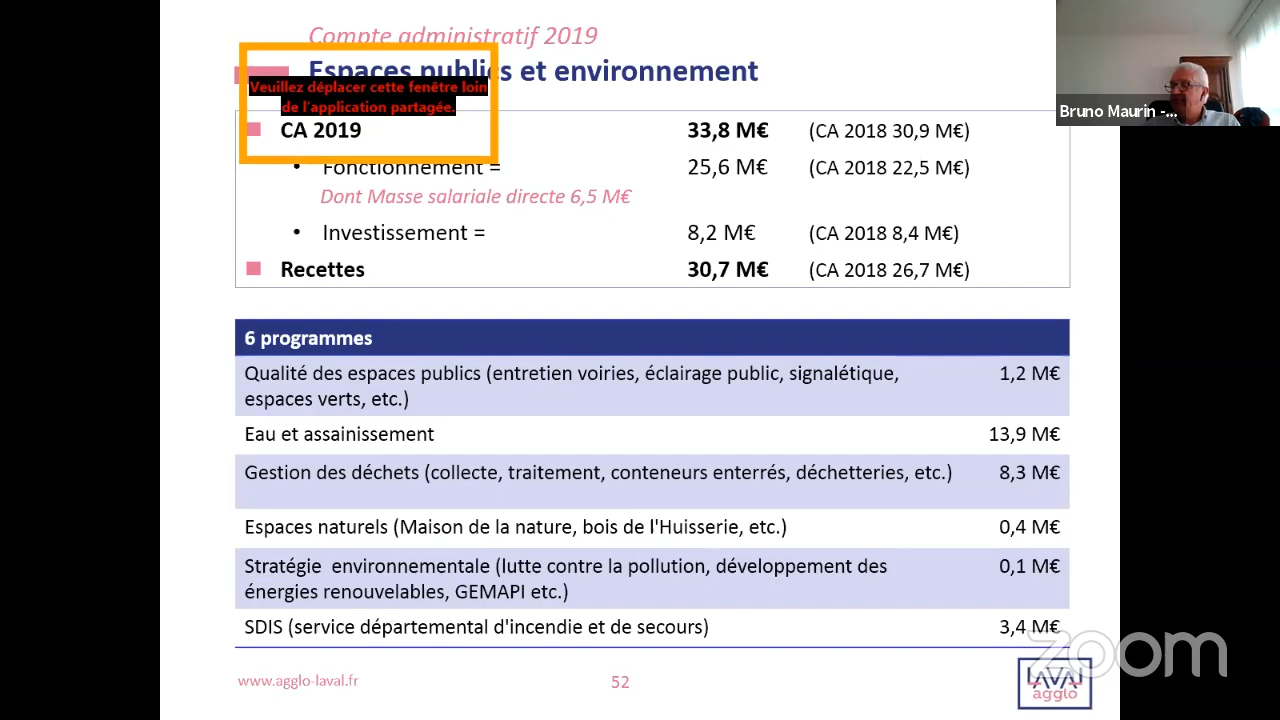 Compte administratif 2019
Espaces publics et environnement
Veuillez déplacer cette fenêtre loin
de l'application partagée.
CA 2019 33,8 M€ (CA 2018 30,9 M€)
• Fonctionnement = 25,6 M€ (CA 2018 22,5 M€)
Dont Masse salariale directe 6,5 M€
• Investissement = 8,2 M€ (CA 2018 8,4 M€)
Recettes 30,7 M€ (CA 2018 26,7 M€)
6 programmes
Qualité des espaces publics (entretien voiries, éclairage public, signalétique, 1,2 M€
espaces verts, etc.)
Eau et assainissement 13,9 M€
Gestion des déchets (collecte, traitement, conteneurs enterrés, déchetteries, etc.) 8,3 M€
Espaces naturels (Maison de la nature, bois de l'Huisserie, etc.) 0,4 M€
Stratégie environnementale (lutte contre la pollution, développement des 0,1 M€
énergies renouvelables, GEMAPI etc.)
SDIS (service départemental d'incendie et de secours) 3,4 M€
www.agglo-laval.fr 52
LAVAL
agglo
zoom
Bruno Maurin -...